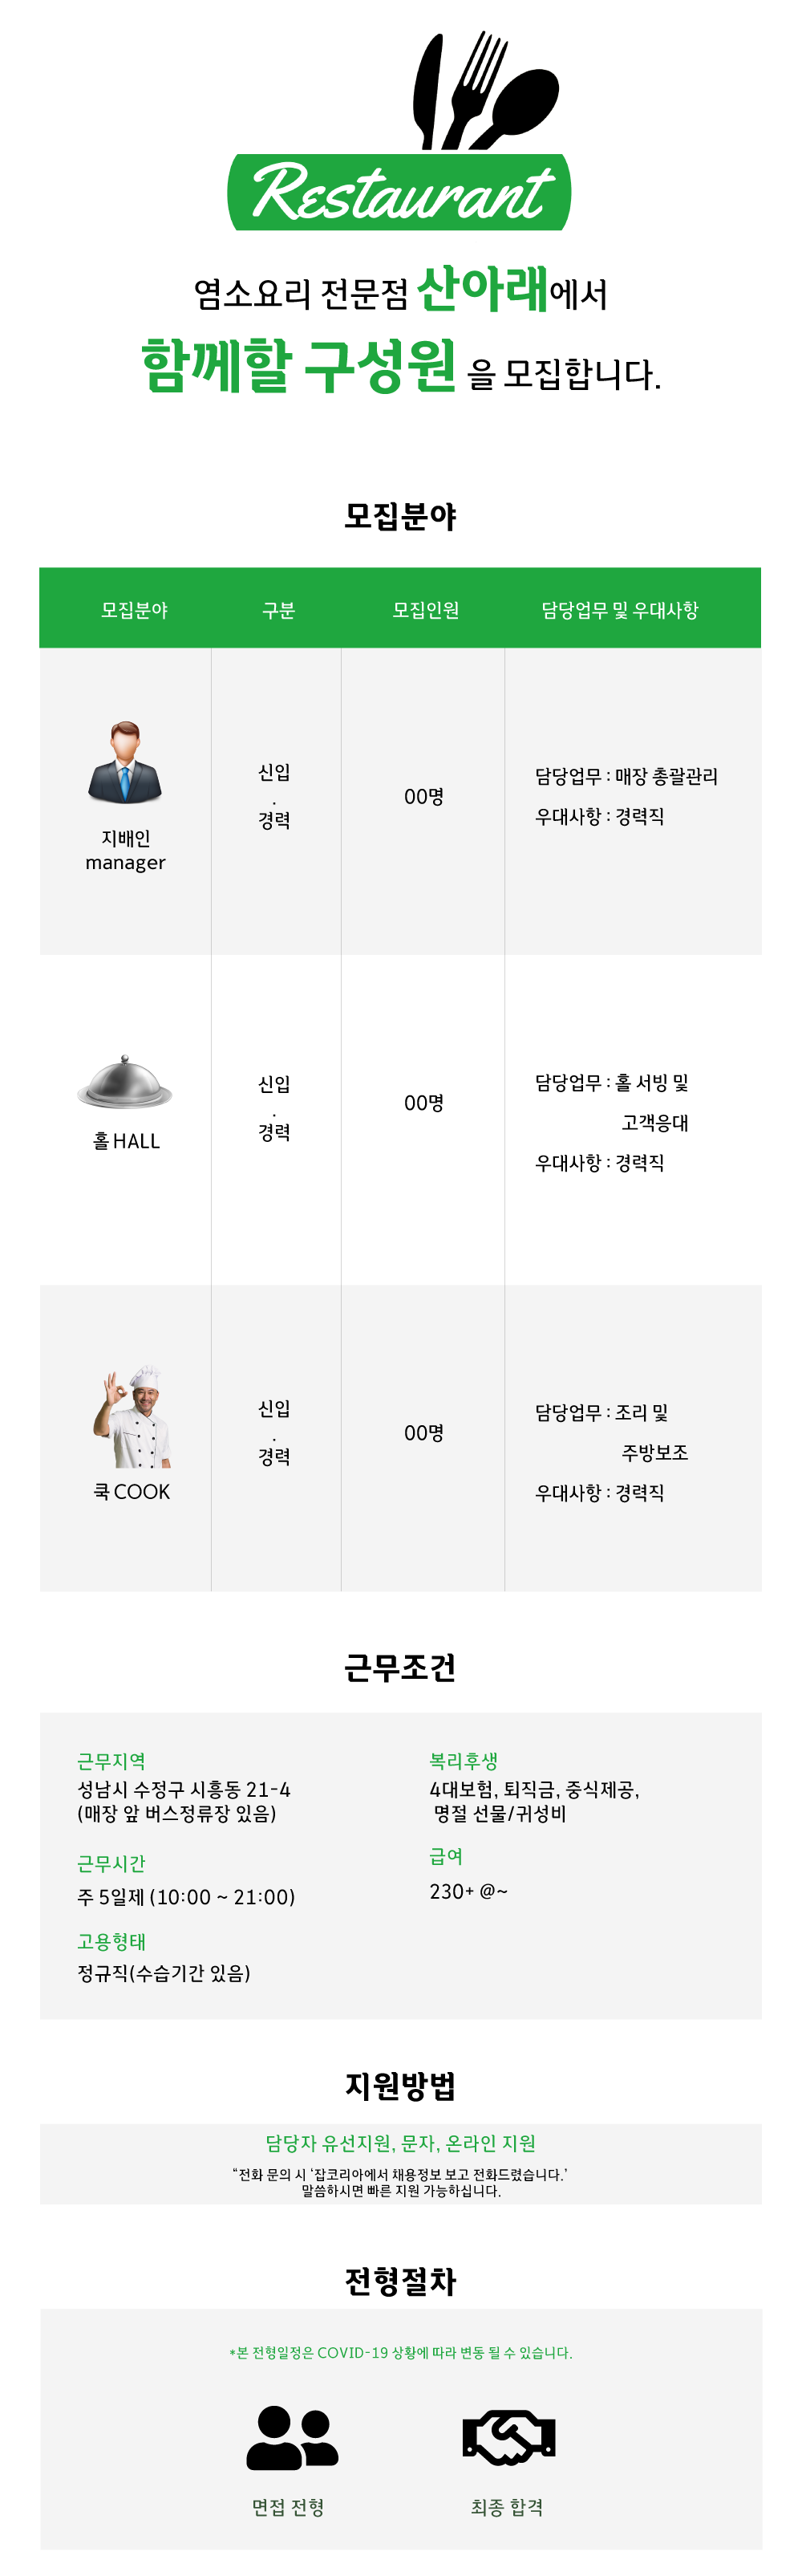 Restaurant
염소요리 전문점 산아래에서
함께할 구성원 을 모집합니다.
모집분야
모집분야 구분 모집인원 담당업무 및 우대사항
지배인
manager
신입
.
경력
00명
담당업무 : 매장 총괄관리
우대사항 : 경력직
홀 HALL
신입
.
경력
00명
담당업무 : 홀 서빙 및
고객응대
우대사항 : 경력직
쿡 COOK
신입
.
경력
00명
담당업무 : 조리 및
주방보조
우대사항 : 경력직
근무조건
근무지역
성남시 수정구 시흥동 21-4
(매장 앞 버스정류장 있음)
근무시간
주 5일제 (10:00 ~ 21:00)
고용형태
정규직(수습기간 있음)
복리후생
4대보험, 퇴직금, 중식제공,
명절 선물/귀성비
급여
230+ @~
지원방법
담당자 유선지원, 문자, 온라인 지원
“전화 문의 시 ‘잡코리아에서 채용정보 보고 전화드렸습니다.’
말씀하시면 빠른 지원 가능하십니다.
전형절차
*본 전형일정은 COVID-19 상황에 따라 변동 될 수 있습니다.
면접 전형
최종 합격